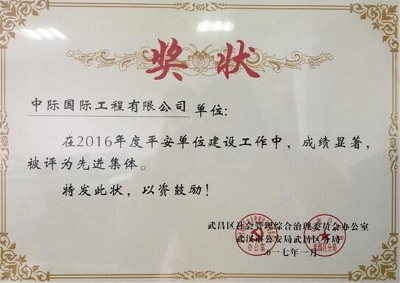 奖状
中际国际工程有限公司 单位:
在2016年度平安单位建设工作中,成绩显著,
被评为先进集体。
特发此状,以资鼓励!
武昌区社会管理综合治理委员会办公室
武汉市公安局武昌区分局
二〇一七年一月